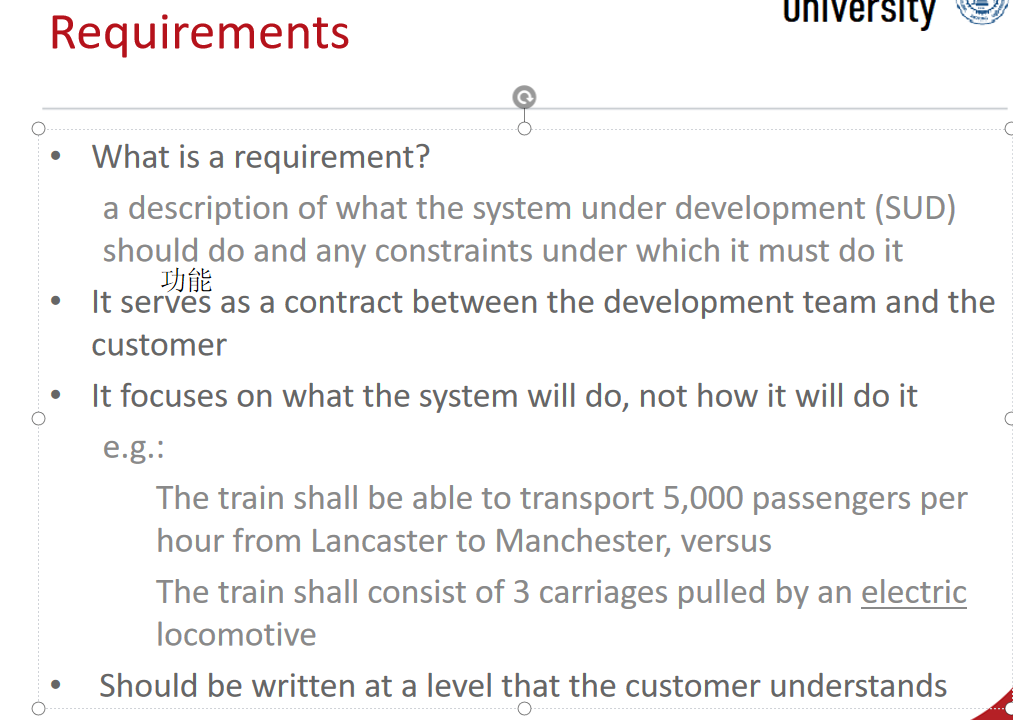 University
Requirements
• What is a requirement?
a description of what the system under development (SUD)
should do and any constraints under which it must do it
功能
• It serves as a contract between the development team and the
customer
• It focuses on what the system will do, not how it will do it
e.g.:
The train shall be able to transport 5,000 passengers per
hour from Lancaster to Manchester, versus
The train shall consist of 3 carriages pulled by an electric
locomotive
• Should be written at a level that the customer understands